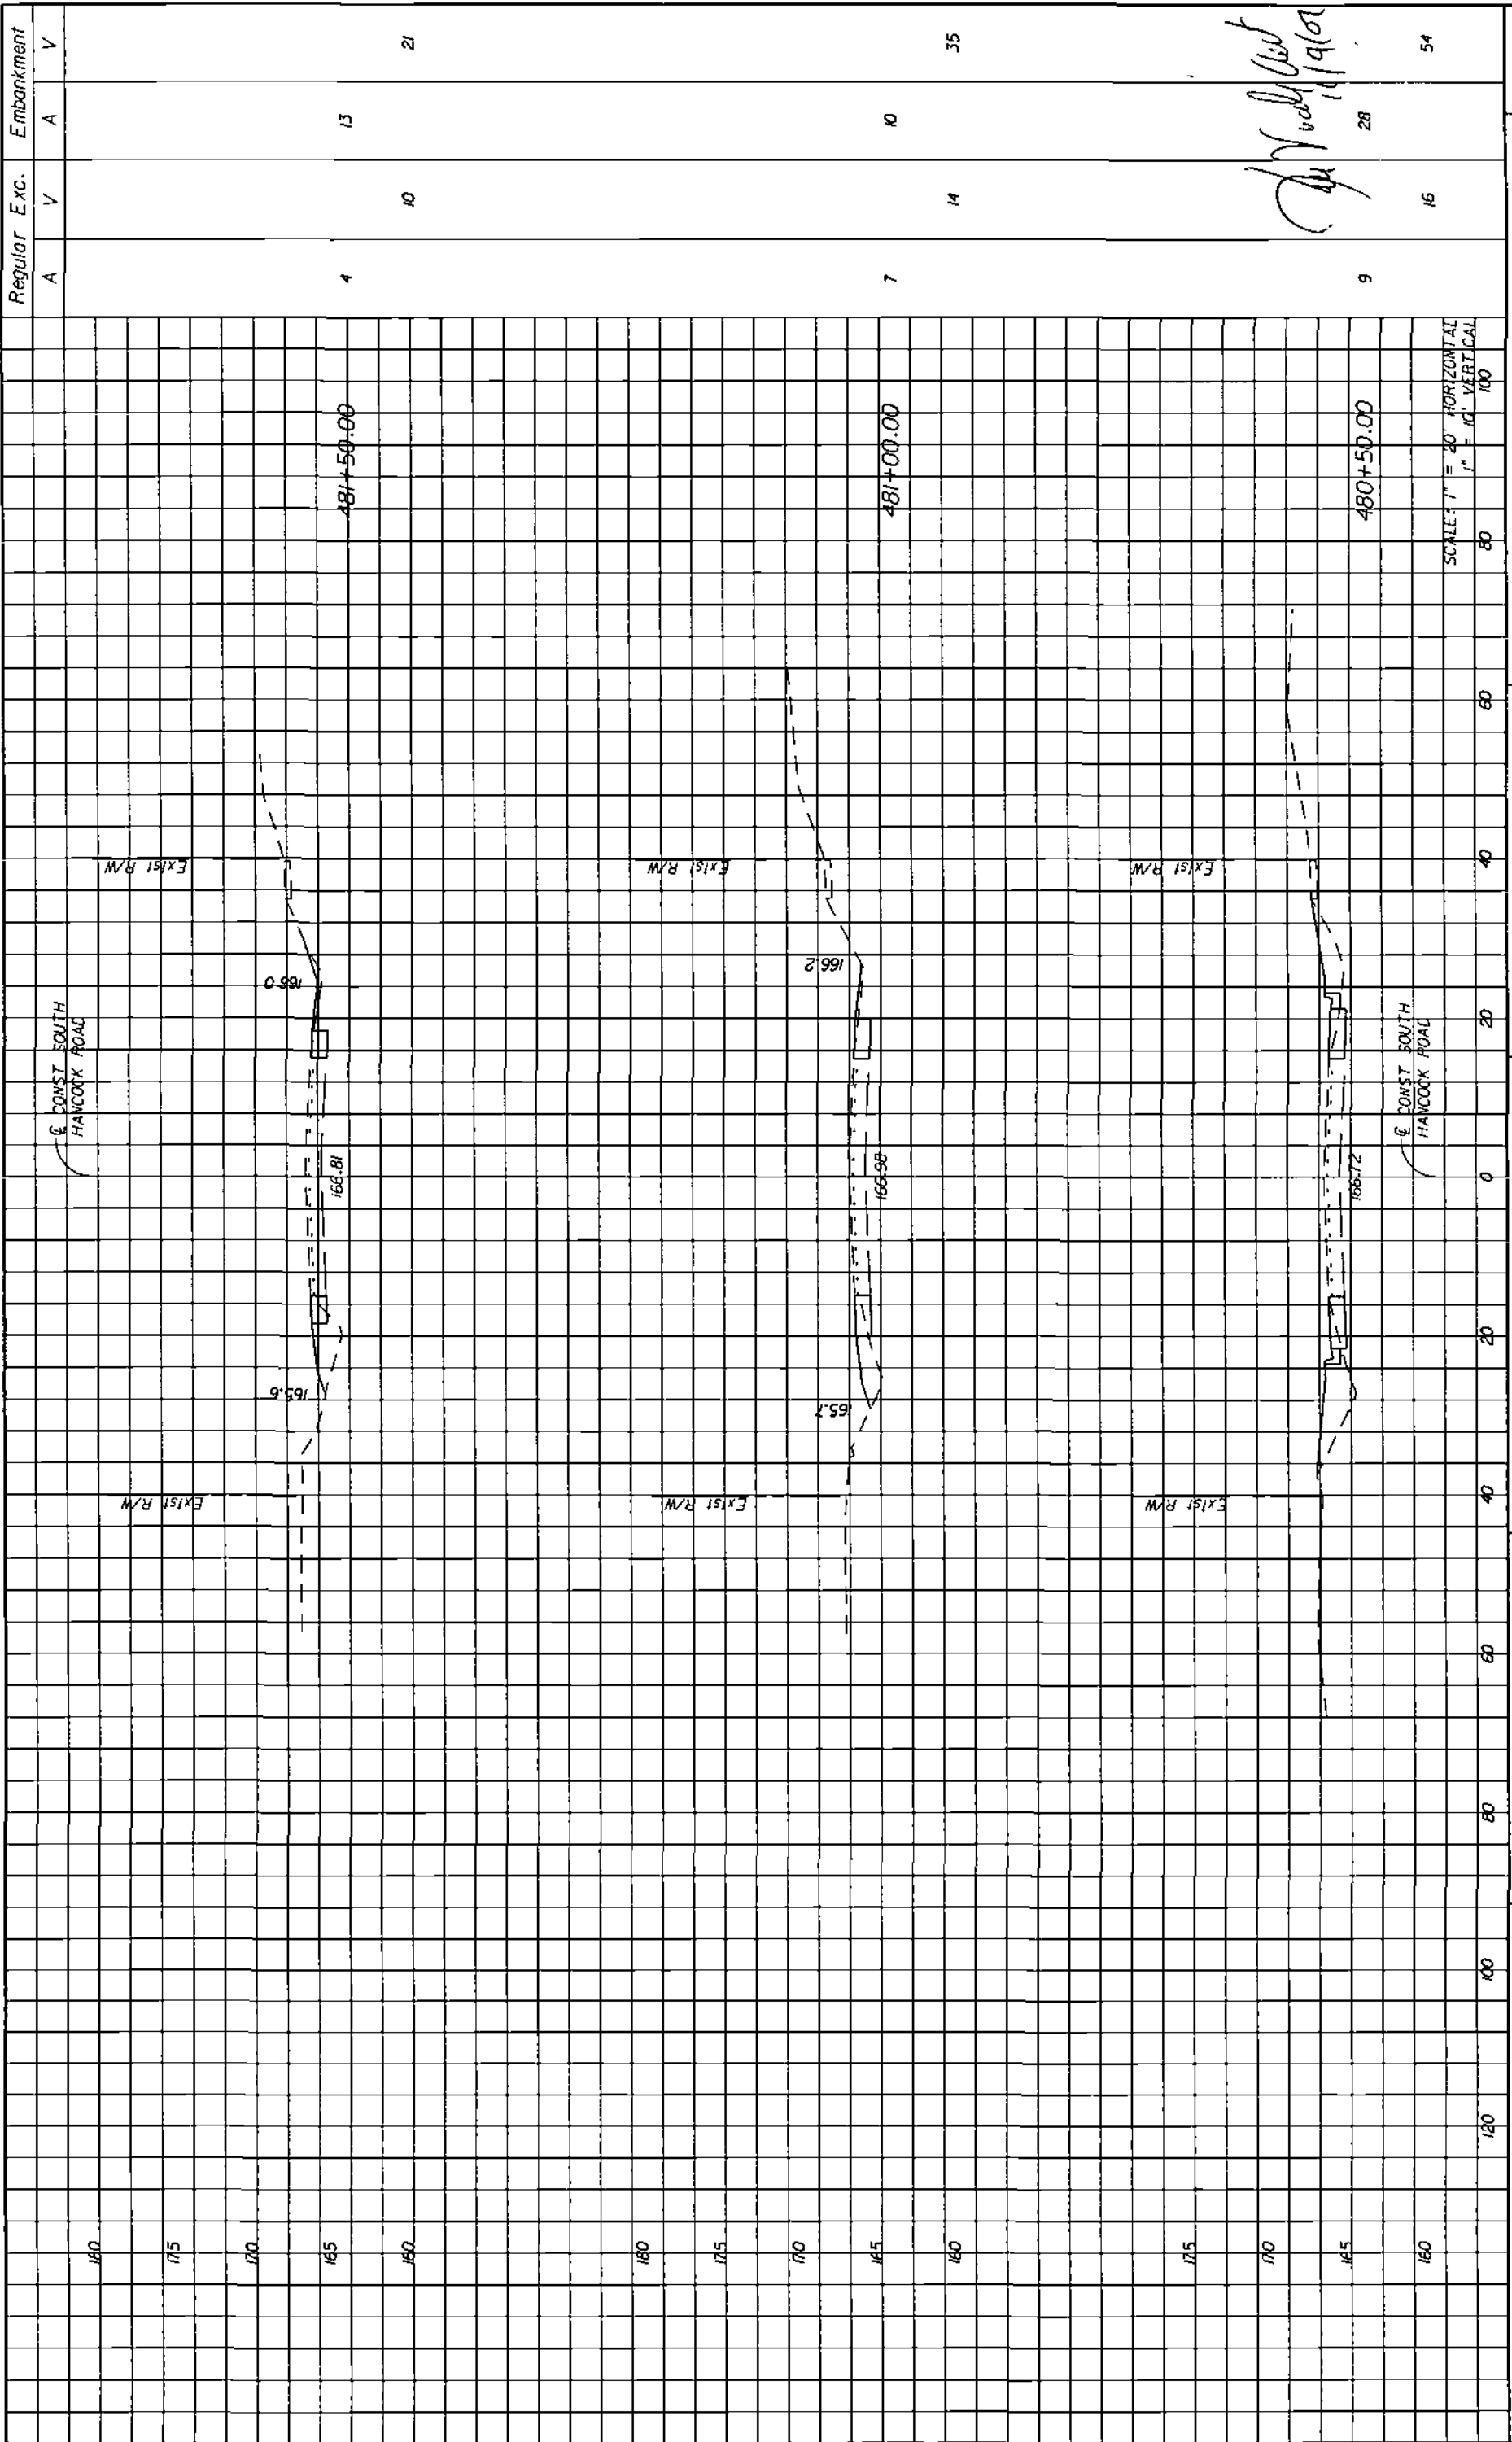 Regular Exc. Embankment
A V A V
℄ CONST SOUTH
HANCOCK ROAD
180
175
170
165
160
Exist R/W
Exist R/W
165.6
166.0
166.81
481+50.00
4 13
10 21
180
175
170
165
160
Exist R/W
Exist R/W
165.7
166.2
166.98
481+00.00
7 10
14 35
175
170
165
160
Exist R/W
Exist R/W
166.72
480+50.00
9 28
16 54
℄ CONST SOUTH
HANCOCK ROAD
SCALE: 1" = 20' HORIZONTAL
1" = 10' VERTICAL
120 100 80 60 40 20 0 20 40 60 80 100